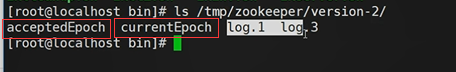 [root@localhost bin]# ls /tmp/zookeeper/version-2/
acceptedEpoch currentEpoch log.1 log.3
[root@localhost bin]#